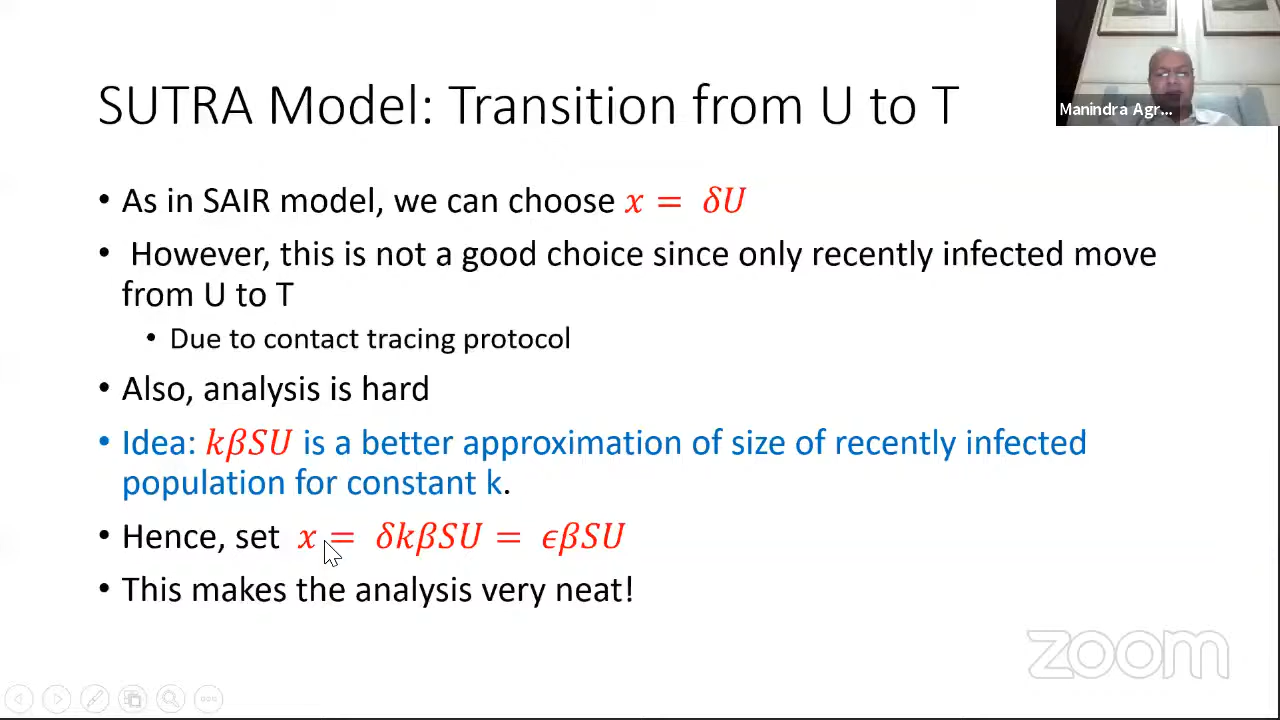 SUTRA Model: Transition from U to T
Manindra Agr...
• As in SAIR model, we can choose x = δU
• However, this is not a good choice since only recently infected move
from U to T
• Due to contact tracing protocol
• Also, analysis is hard
• Idea: kβSU is a better approximation of size of recently infected
population for constant k.
• Hence, set x = δkβSU = ϵβSU
• This makes the analysis very neat!
zoom